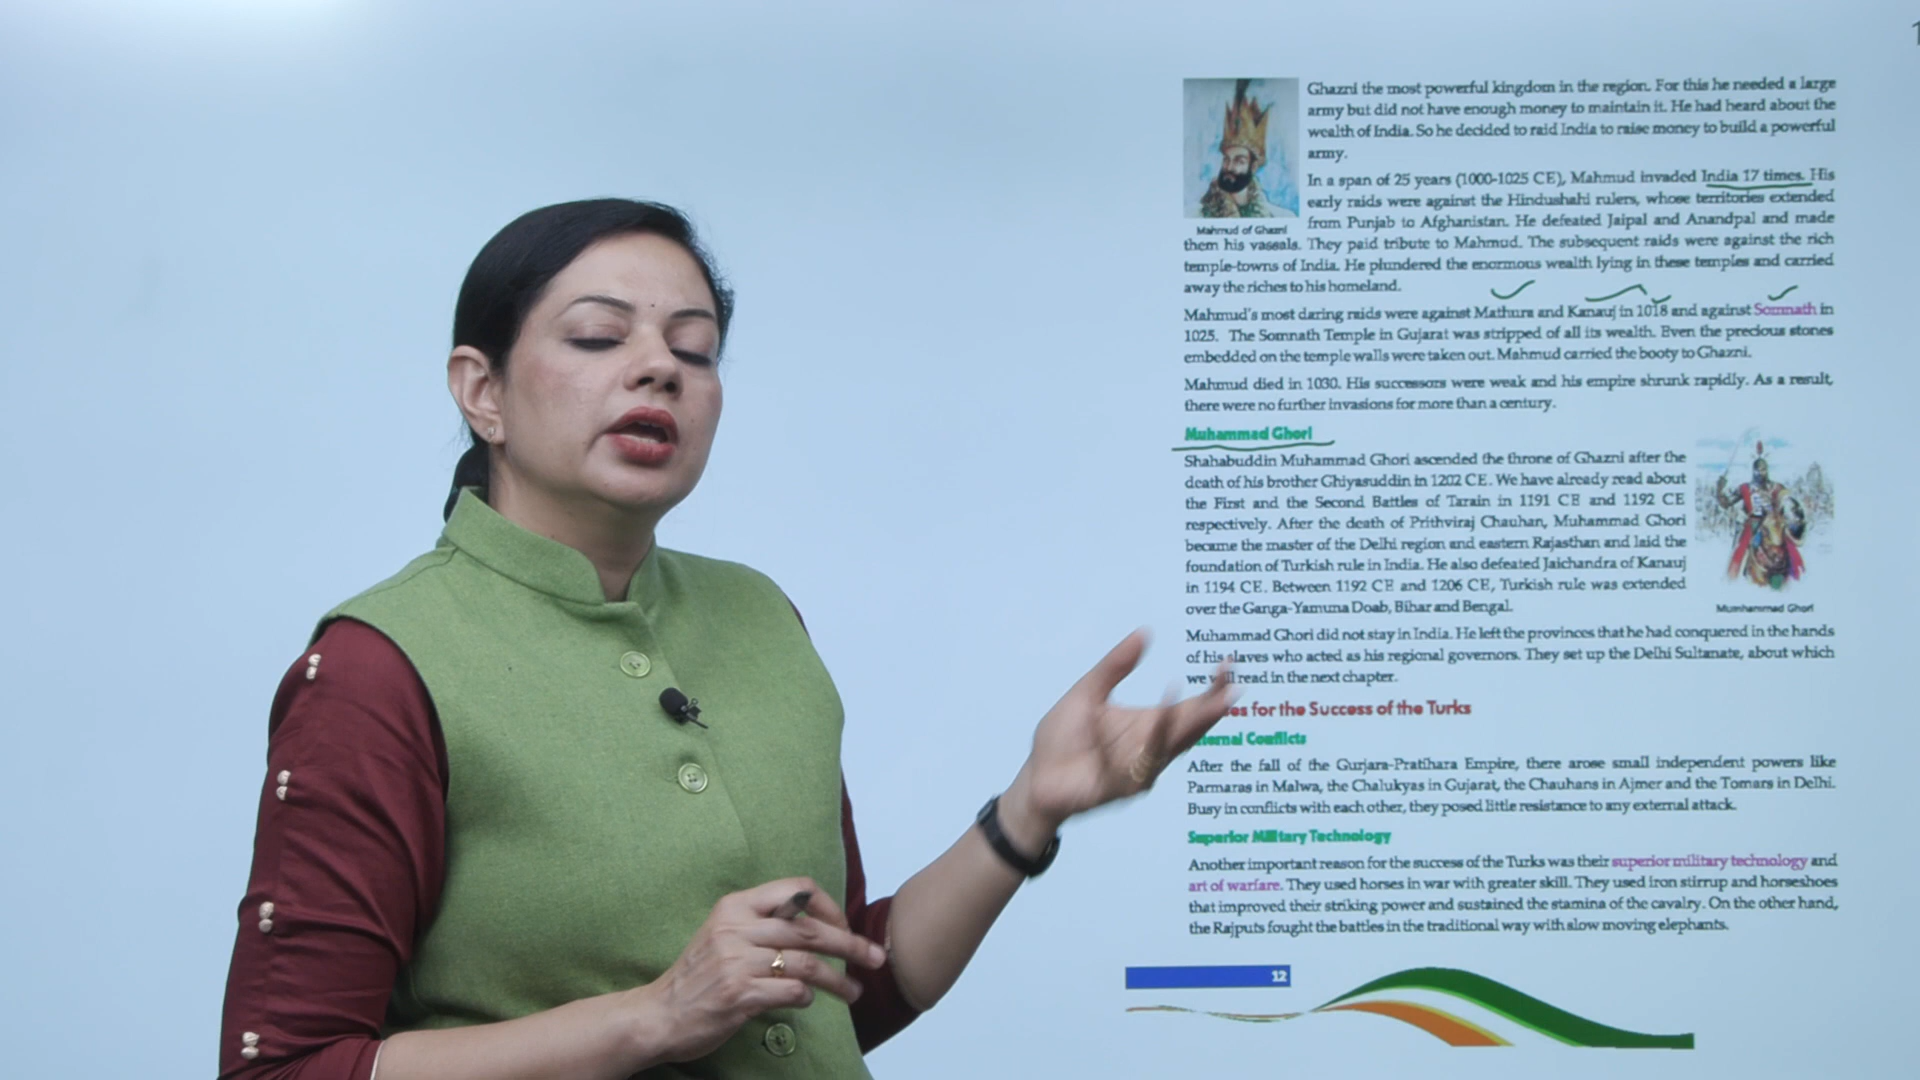 1
Ghazni the most powerful kingdom in the region. For this he needed a large
army but did not have enough money to maintain it. He had heard about the
wealth of India. So he decided to raid India to raise money to build a powerful
army.
In a span of 25 years (1000-1025 CE), Mahmud invaded India 17 times. His
early raids were against the Hindushahi rulers, whose territories extended
from Punjab to Afghanistan. He defeated Jaipal and Anandpal and made
Mahmud of Ghazni
them his vassals. They paid tribute to Mahmud. The subsequent raids were against the rich
temple-towns of India. He plundered the enormous wealth lying in these temples and carried
away the riches to his homeland.
Mahmud's most daring raids were against Mathura and Kanauj in 1018 and against Somnath in
1025. The Somnath Temple in Gujarat was stripped of all its wealth. Even the precious stones
embedded on the temple walls were taken out. Mahmud carried the booty to Ghazni.
Mahmud died in 1030. His successors were weak and his empire shrunk rapidly. As a result,
there were no further invasions for more than a century.
Muhammad Ghori
Shahabuddin Muhammad Ghori ascended the throne of Ghazni after the
death of his brother Ghiyasuddin in 1202 CE. We have already read about
the First and the Second Battles of Tarain in 1191 CE and 1192 CE
respectively. After the death of Prithviraj Chauhan, Muhammad Ghori
became the master of the Delhi region and eastern Rajasthan and laid the
foundation of Turkish rule in India. He also defeated Jaichandra of Kanauj
in 1194 CE. Between 1192 CE and 1206 CE, Turkish rule was extended
over the Ganga-Yamuna Doab, Bihar and Bengal.
Mumhammad Ghori
Muhammad Ghori did not stay in India. He left the provinces that he had conquered in the hands
of his slaves who acted as his regional governors. They set up the Delhi Sultanate, about which
we will read in the next chapter.
for the Success of the Turks
Conflicts
After the fall of the Gurjara-Pratihara Empire, there arose small independent powers like
Parmaras in Malwa, the Chalukyas in Gujarat, the Chauhans in Ajmer and the Tomars in Delhi.
Busy in conflicts with each other, they posed little resistance to any external attack.
Superior Military Technology
Another important reason for the success of the Turks was their superior military technology and
art of warfare. They used horses in war with greater skill. They used iron stirrup and horseshoes
that improved their striking power and sustained the stamina of the cavalry. On the other hand,
the Rajputs fought the battles in the traditional way with slow moving elephants.
12